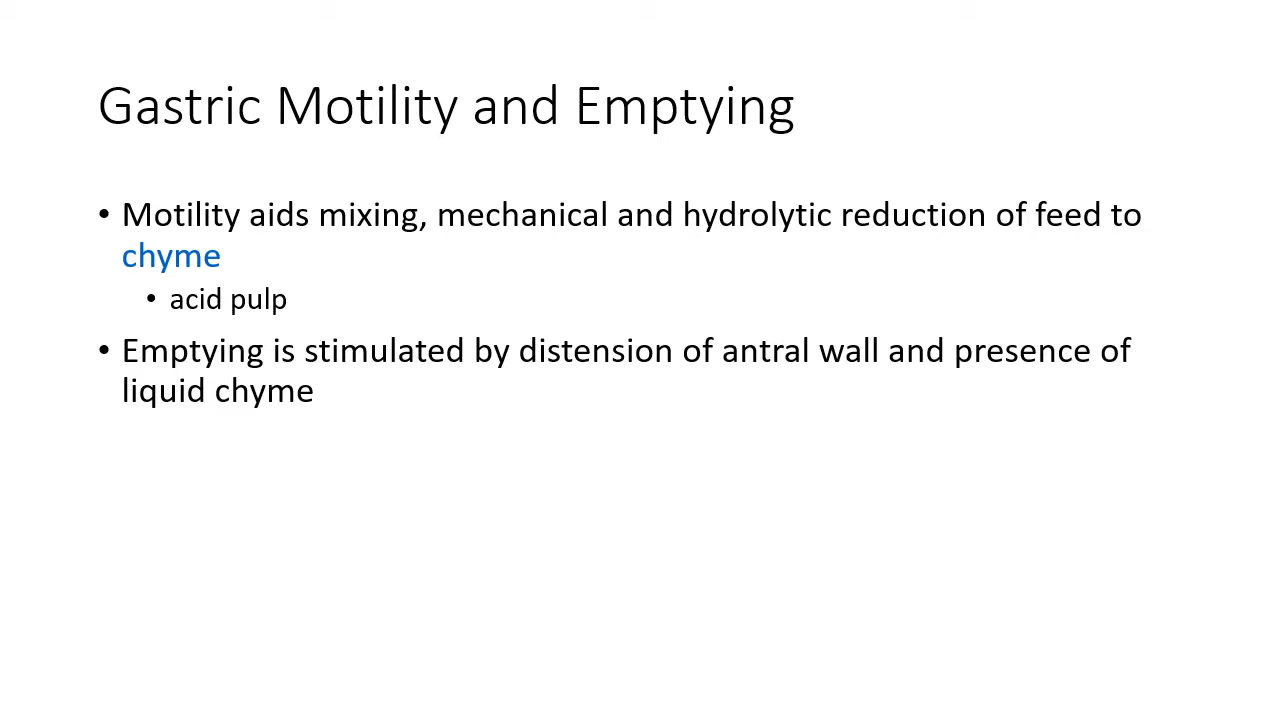 Gastric Motility and Emptying
• Motility aids mixing, mechanical and hydrolytic reduction of feed to
chyme
• acid pulp
• Emptying is stimulated by distension of antral wall and presence of
liquid chyme